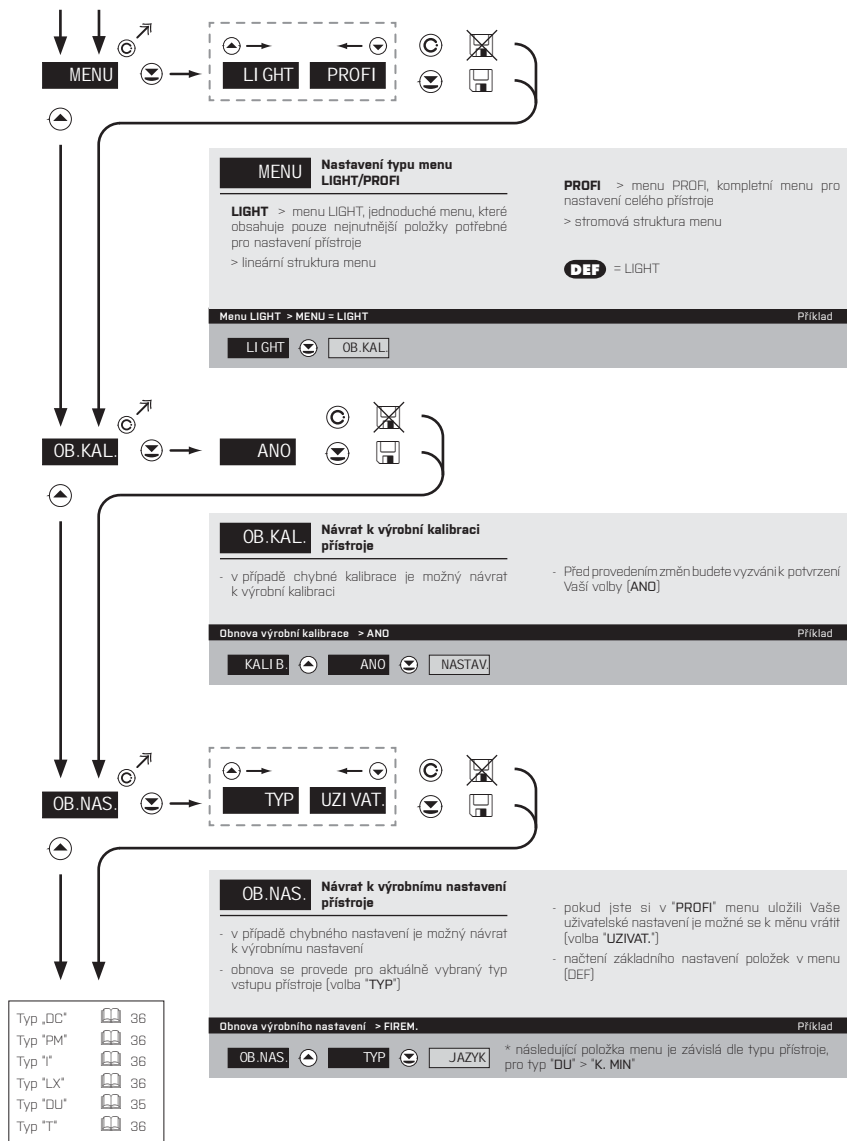 MENU
LIGHT PROFI
MENU
Nastavení typu menu
LIGHT/PROFI
LIGHT > menu LIGHT, jednoduché menu, které
obsahuje pouze nejnutnější položky potřebné
pro nastavení přístroje
> lineární struktura menu
PROFI > menu PROFI, kompletní menu pro
nastavení celého přístroje
> stromová struktura menu
DEF = LIGHT
Menu LIGHT > MENU = LIGHT Příklad
LIGHT OB.KAL.
OB.KAL. ANO
OB.KAL.
Návrat k výrobní kalibraci
přístroje
- v případě chybné kalibrace je možný návrat
k výrobní kalibraci
- Před provedením změn budete vyzváni k potvrzení
Vaší volby (ANO)
Obnova výrobní kalibrace > ANO Příklad
KALIB. ANO NASTAV.
TYP UZIVAT.
OB.NAS.
OB.NAS.
Návrat k výrobnímu nastavení
přístroje
- v případě chybného nastavení je možný návrat
k výrobnímu nastavení
- obnova se provede pro aktuálně vybraný typ
vstupu přístroje (volba "TYP")
- pokud jste si v "PROFI" menu uložili Vaše
uživatelské nastavení je možné se k měnu vrátit
(volba "UZIVAT.")
- načtení základního nastavení položek v menu
(DEF)
Obnova výrobního nastavení > FIREM. Příklad
OB.NAS. TYP JAZYK
* následující položka menu je závislá dle typu přístroje,
pro typ "DU" > "K. MIN"
Typ „DC" 36
Typ "PM" 36
Typ "I" 36
Typ "LX" 36
Typ "DU" 35
Typ "T" 36